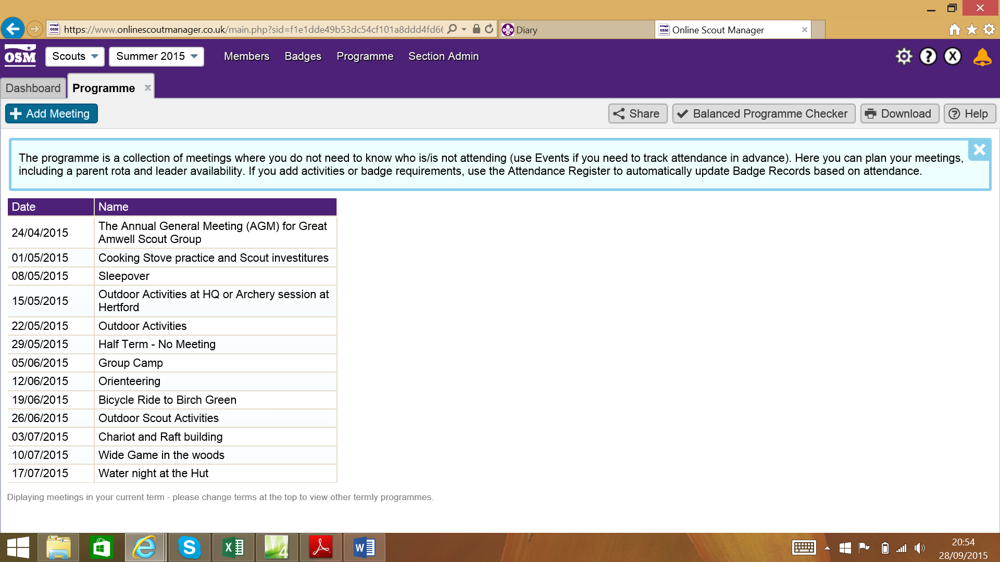 https://www.onlinescoutmanager.co.uk/main.php?sid=f1e1dde49b53dc54cf101a8ddd4fd66
Diary
Online Scout Manager
OSM
Scouts
Summer 2015
Members
Badges
Programme
Section Admin
Dashboard
Programme
Add Meeting
Share
Balanced Programme Checker
Download
Help
The programme is a collection of meetings where you do not need to know who is/is not attending (use Events if you need to track attendance in advance). Here you can plan your meetings,
including a parent rota and leader availability. If you add activities or badge requirements, use the Attendance Register to automatically update Badge Records based on attendance.
Date Name
24/04/2015 The Annual General Meeting (AGM) for Great
Amwell Scout Group
01/05/2015 Cooking Stove practice and Scout investitures
08/05/2015 Sleepover
15/05/2015 Outdoor Activities at HQ or Archery session at
Hertford
22/05/2015 Outdoor Activities
29/05/2015 Half Term - No Meeting
05/06/2015 Group Camp
12/06/2015 Orienteering
19/06/2015 Bicycle Ride to Birch Green
26/06/2015 Outdoor Scout Activities
03/07/2015 Chariot and Raft building
10/07/2015 Wide Game in the woods
17/07/2015 Water night at the Hut
Diplaying meetings in your current term - please change terms at the top to view other termly programmes.
20:54
28/09/2015